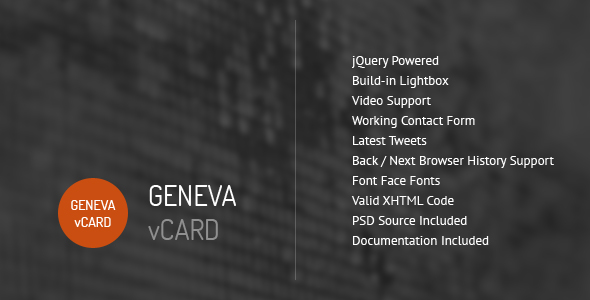 GENEVA
vCARD
GENEVA
vCARD
jQuery Powered
Build-in Lightbox
Video Support
Working Contact Form
Latest Tweets
Back / Next Browser History Support
Font Face Fonts
Valid XHTML Code
PSD Source Included
Documentation Included